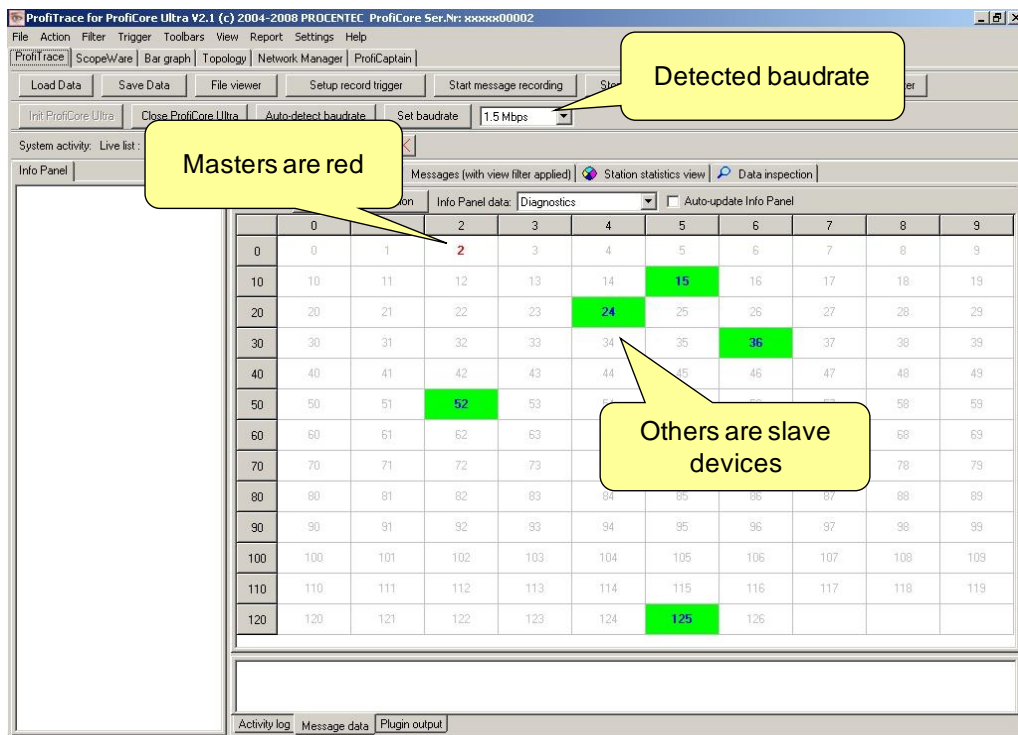 ProfiTrace for ProfiCore Ultra V2.1 (c) 2004-2008 PROCENTEC ProfiCore Ser.Nr: xxxxx00002
File Action Filter Trigger Toolbars View Report Settings Help
ProfiTrace ScopeWare Bar graph Topology Network Manager ProfiCaptain
Load Data Save Data File viewer Setup record trigger Start message recording
Detected baudrate
Init ProfiCore Ultra Close ProfiCore Ultra Auto-detect baudrate Set baudrate 1.5 Mbps
System activity: Live list :
Masters are red
Info Panel Messages (with view filter applied) Station statistics view Data inspection
Info Panel data: Diagnostics Auto-update Info Panel
0 2 3 4 5 6 7 8 9
0 0 1 2 3 4 5 6 7 8 9
10 10 11 12 13 14 15 16 17 18 19
20 20 21 22 23 24 25 26 27 28 29
30 30 31 32 33 34 35 36 37 38 39
40 40 41 42 43 44 45 46 47 48 49
50 50 51 52 53 58 59
60 60 61 62 63 68 69
70 70 71 72 73 78 79
80 80 81 82 83 84 85 86 87 88 89
90 90 91 92 93 94 95 96 97 98 99
100 100 101 102 103 104 105 106 107 108 109
110 110 111 112 113 114 115 116 117 118 119
120 120 121 122 123 124 125 126
Others are slave
devices
Activity log Message data Plugin output